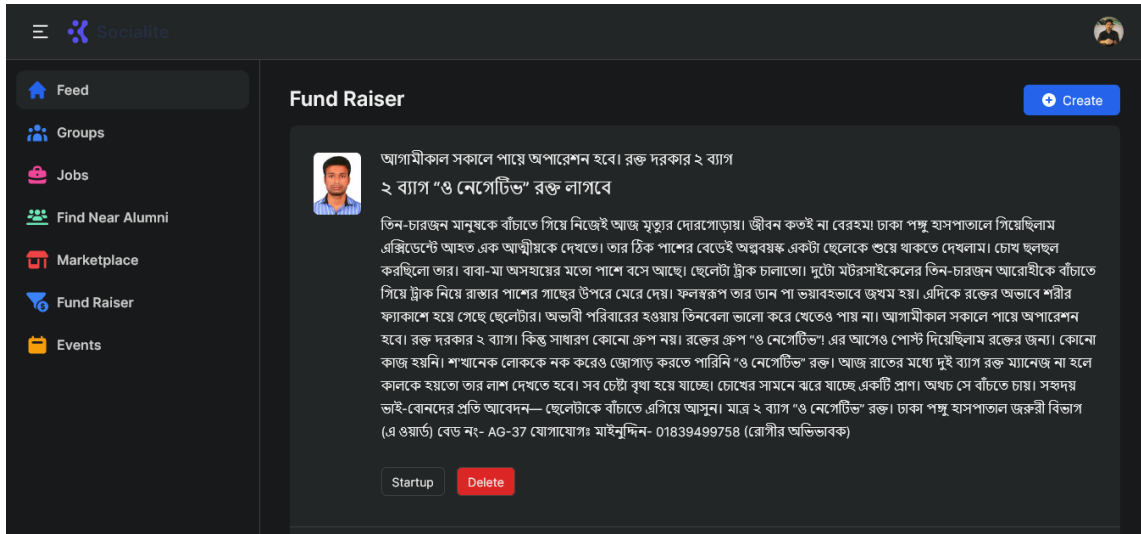 Socialite
Feed
Groups
Jobs
Find Near Alumni
Marketplace
Fund Raiser
Events
Fund Raiser
Create
আগামীকাল সকালে পায়ে অপারেশন হবে। রক্ত দরকার ২ ব্যাগ
২ ব্যাগ “ও নেগেটিভ” রক্ত লাগবে
তিন-চারজন মানুষকে বাঁচাতে গিয়ে নিজেই আজ মৃত্যুর দোরগোড়ায়। জীবন কতই না বেরহম! ঢাকা পঙ্গু হাসপাতালে গিয়েছিলাম
এক্সিডেন্টে আহত এক আত্মীয়কে দেখতে। তার ঠিক পাশের বেডেই অল্পবয়স্ক একটা ছেলেকে শুয়ে থাকতে দেখলাম। চোখ ছলছল
করছিলো তার। বাবা-মা অসহায়ের মতো পাশে বসে আছে। ছেলেটা ট্রাক চালাতো। দুটো মটরসাইকেলের তিন-চারজন আরোহীকে বাঁচাতে
গিয়ে ট্রাক নিয়ে রাস্তার পাশের গাছের উপরে মেরে দেয়। ফলস্বরূপ তার ডান পা ভয়াবহভাবে জখম হয়। এদিকে রক্তের অভাবে শরীর
ফ্যাকাশে হয়ে গেছে ছেলেটার। অভাবী পরিবারের হওয়ায় তিনবেলা ভালো করে খেতেও পায় না। আগামীকাল সকালে পায়ে অপারেশন
হবে। রক্ত দরকার ২ ব্যাগ। কিন্তু সাধারণ কোনো গ্রুপ নয়। রক্তের গ্রুপ “ও নেগেটিভ”! এর আগেও পোস্ট দিয়েছিলাম রক্তের জন্য। কোনো
কাজ হয়নি। শ'খানেক লোককে নক করেও জোগাড় করতে পারিনি “ও নেগেটিভ” রক্ত। আজ রাতের মধ্যে দুই ব্যাগ রক্ত ম্যানেজ না হলে
কালকে হয়তো তার লাশ দেখতে হবে। সব চেষ্টা বৃথা হয়ে যাচ্ছে। চোখের সামনে ঝরে যাচ্ছে একটি প্রাণ। অথচ সে বাঁচতে চায়। সহৃদয়
ভাই-বোনদের প্রতি আবেদন— ছেলেটাকে বাঁচাতে এগিয়ে আসুন। মাত্র ২ ব্যাগ “ও নেগেটিভ” রক্ত। ঢাকা পঙ্গু হাসপাতাল জরুরী বিভাগ
(এ ওয়ার্ড) বেড নং- AG-37 যোগাযোগঃ মাইনুদ্দিন- 01839499758 (রোগীর অভিভাবক)
Startup
Delete